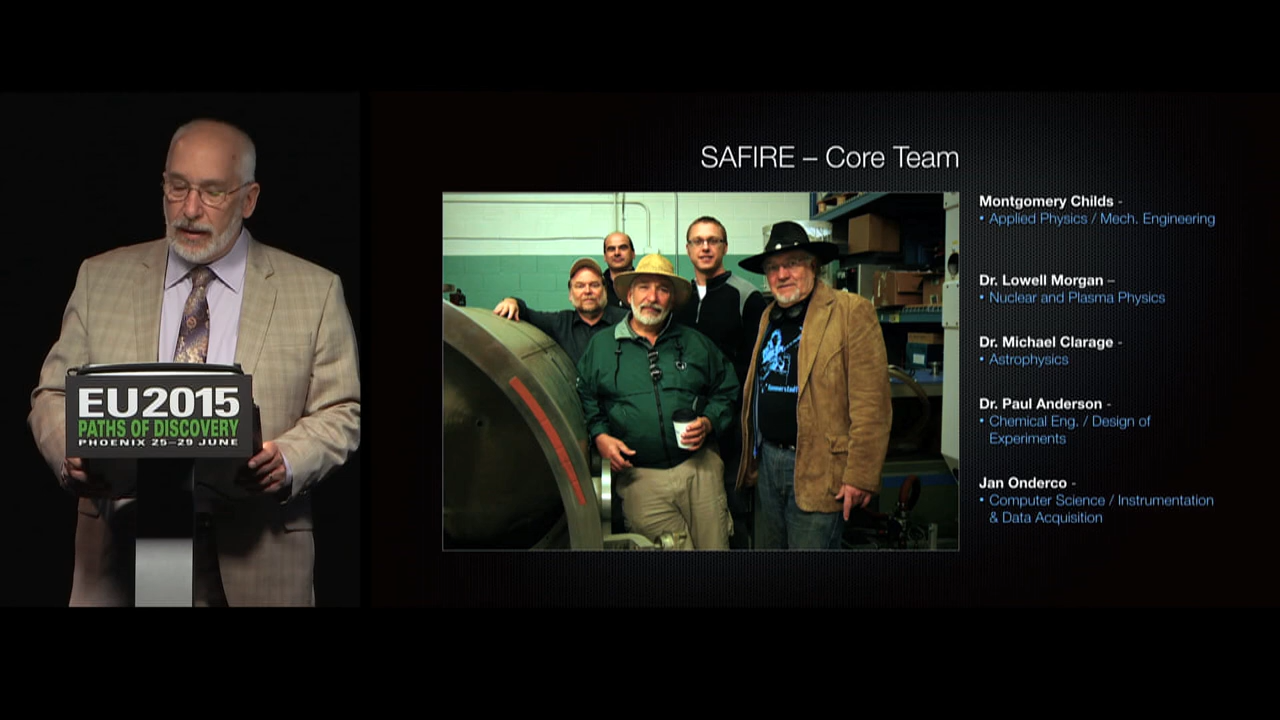 EU2015
PATHS OF DISCOVERY
PHOENIX 25–29 JUNE
SAFIRE – Core Team
Montgomery Childs -
• Applied Physics / Mech. Engineering
Dr. Lowell Morgan –
• Nuclear and Plasma Physics
Dr. Michael Clarage -
• Astrophysics
Dr. Paul Anderson -
• Chemical Eng. / Design of
Experiments
Jan Onderco -
• Computer Science / Instrumentation
& Data Acquisition